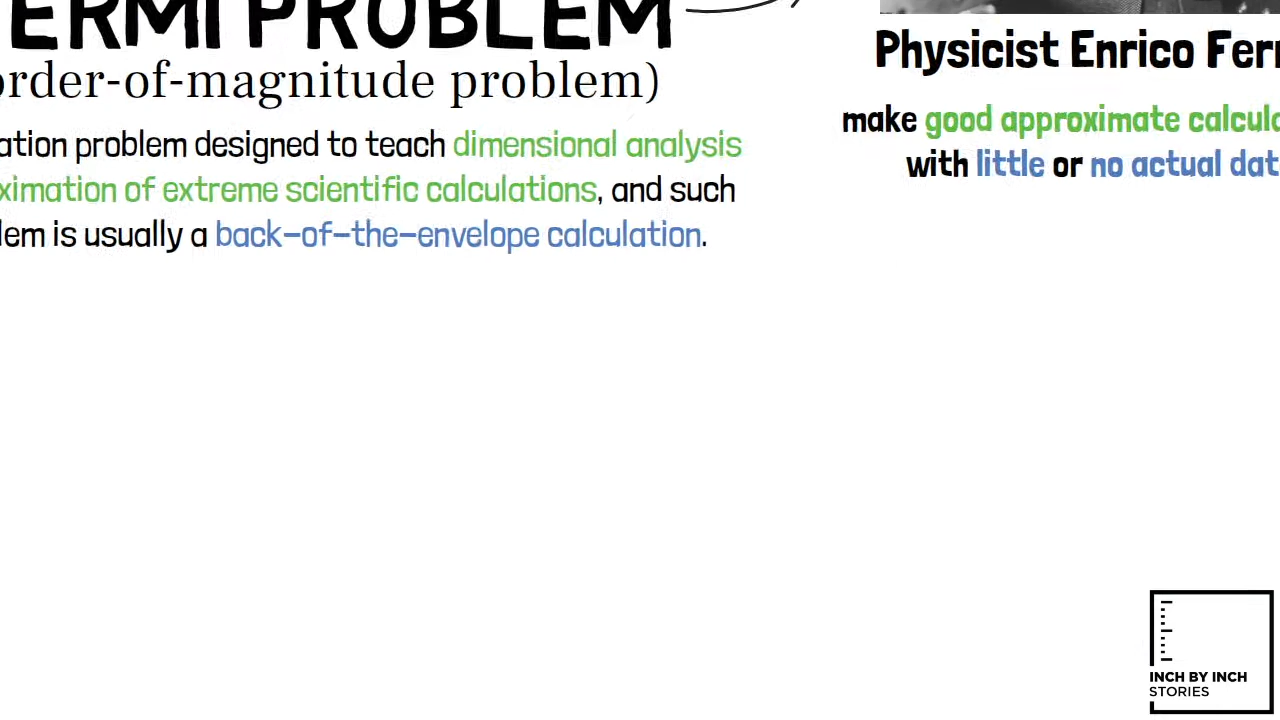 ERMI PROBLEM
order-of-magnitude problem)
ation problem designed to teach dimensional analysis
ximation of extreme scientific calculations, and such
lem is usually a back-of-the-envelope calculation.
Physicist Enrico Fer
make good approximate calcula
with little or no actual dat
INCH BY INCH
STORIES